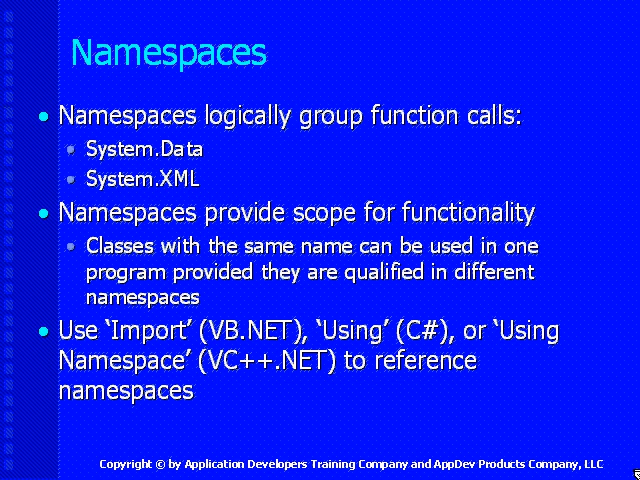 Namespaces
• Namespaces logically group function calls:
• System.Data
• System.XML
• Namespaces provide scope for functionality
• Classes with the same name can be used in one
program provided they are qualified in different
namespaces
• Use ‘Import’ (VB.NET), ‘Using’ (C#), or ‘Using
Namespace’ (VC++.NET) to reference
namespaces
Copyright © by Application Developers Training Company and AppDev Products Company, LLC